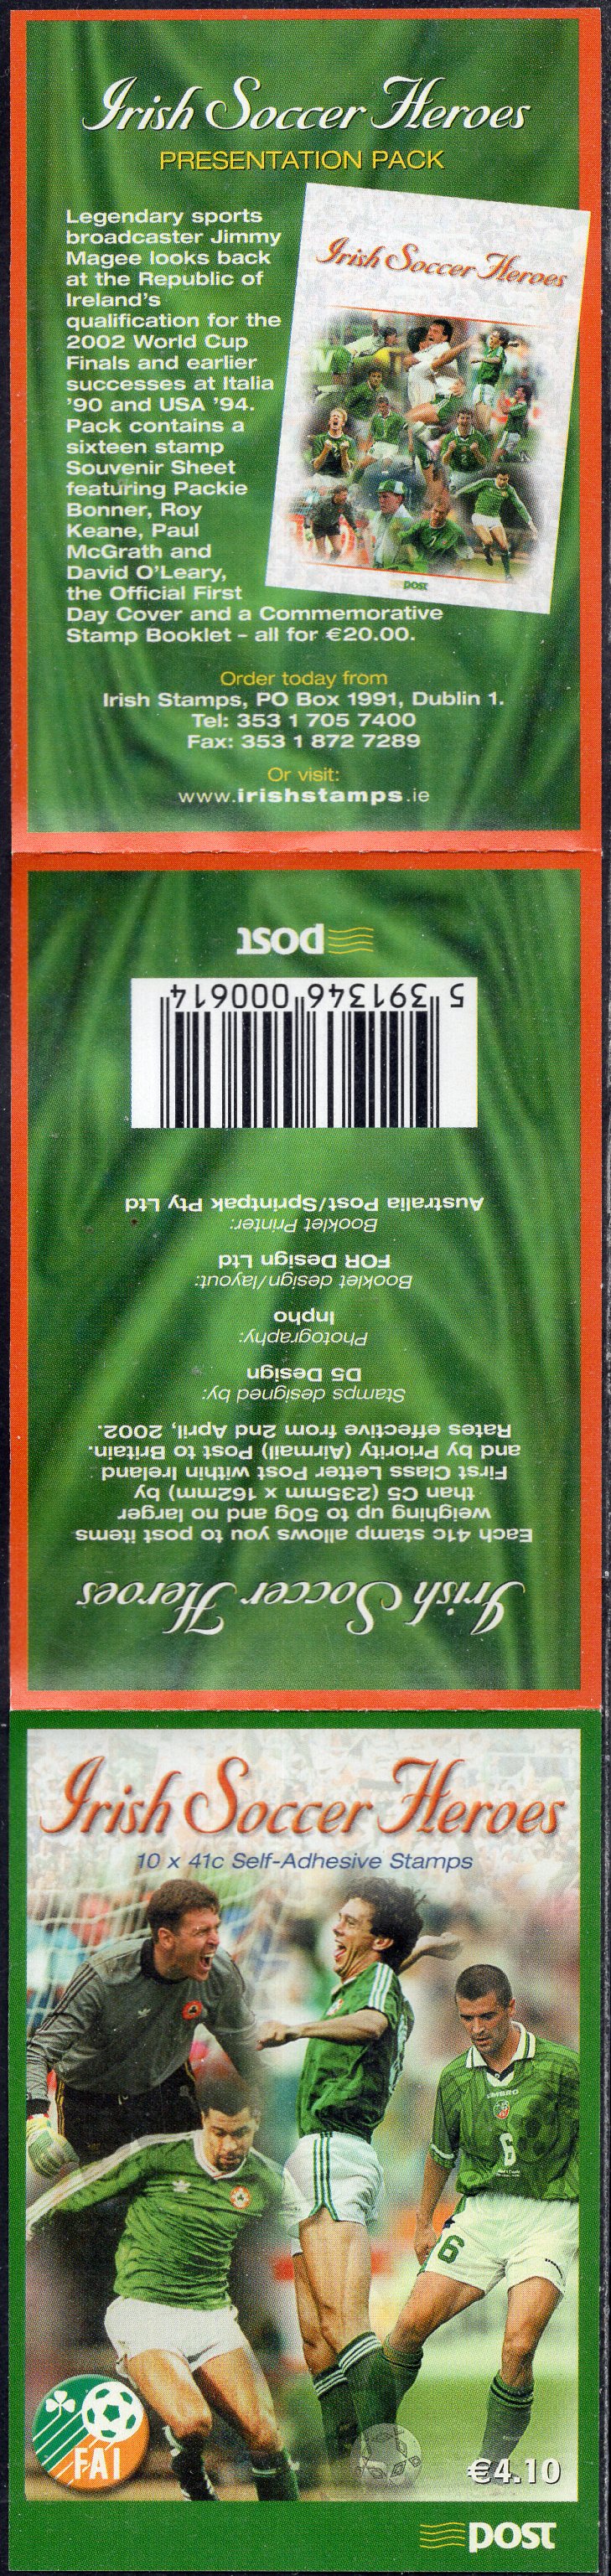 Irish Soccer Heroes
PRESENTATION PACK
Legendary sports
broadcaster Jimmy
Magee looks back
at the Republic of
Ireland's
qualification for the
2002 World Cup
Finals and earlier
successes at Italia
'90 and USA '94.
Pack contains a
sixteen stamp
Souvenir Sheet
featuring Packie
Bonner, Roy
Keane, Paul
McGrath and
David O'Leary,
the Official First
Day Cover and a Commemorative
Stamp Booklet – all for €20.00.
Irish Soccer Heroes
post
Order today from
Irish Stamps, PO Box 1991, Dublin 1.
Tel: 353 1 705 7400
Fax: 353 1 872 7289
Or visit:
www.irishstamps.ie
Irish Soccer Heroes
Each 41c stamp allows you to post items
weighing up to 50g and no larger
than C5 (235mm x 162mm) by
First Class Letter Post within Ireland
and by Priority (Airmail) Post to Britain.
Rates effective from 2nd April, 2002.
Stamps designed by:
D5 Design
Photography:
Inpho
Booklet design/layout:
FOR Design Ltd
Booklet Printer:
Australia Post/Sprintpak Pty Ltd
5 391346 000614
post
Irish Soccer Heroes
10 x 41c Self-Adhesive Stamps
UMBRO
6
6
FAI
€4.10
post